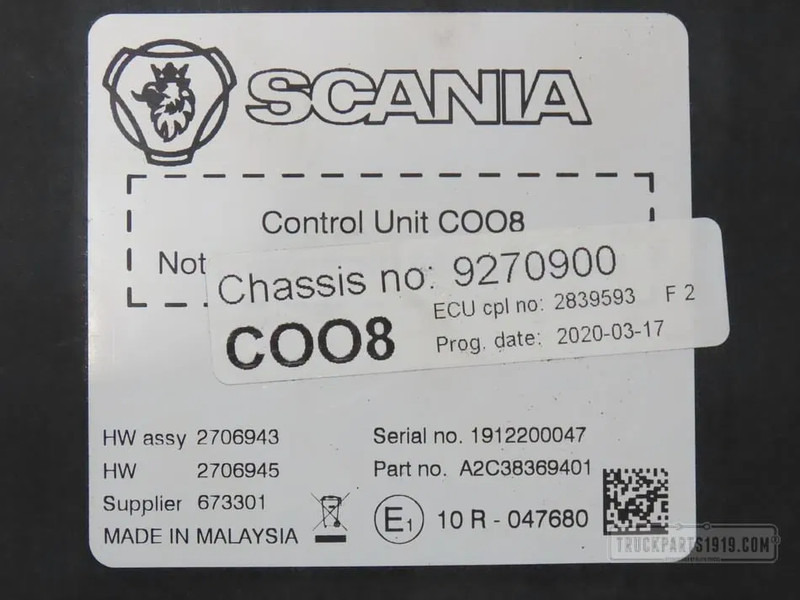 SCANIA
Control Unit COO8
Not
Chassis no: 9270900
ECU cpl no: 2839593 F 2
COO8
Prog. date: 2020-03-17
HW assy 2706943
HW 2706945
Supplier 673301
MADE IN MALAYSIA
Serial no. 1912200047
Part no. A2C38369401
E1 10 R - 047680
TRUCKPARTS1919.COM